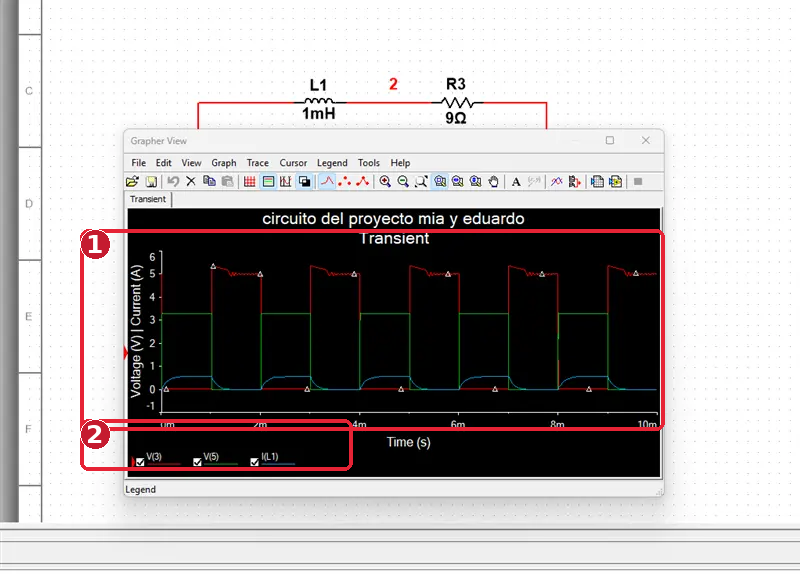 C
D
E
F
L1
1mH
2
R3
9Ω
Grapher View
File Edit View Graph Trace Cursor Legend Tools Help
A
Transient
circuito del proyecto mia y eduardo
Transient
1
Voltage (V) | Current (A)
6
5
4
3
2
1
0
-1
0m 2m 4m 6m 8m 10m
Time (s)
2
V(3) V(5) I(L1)
Legend